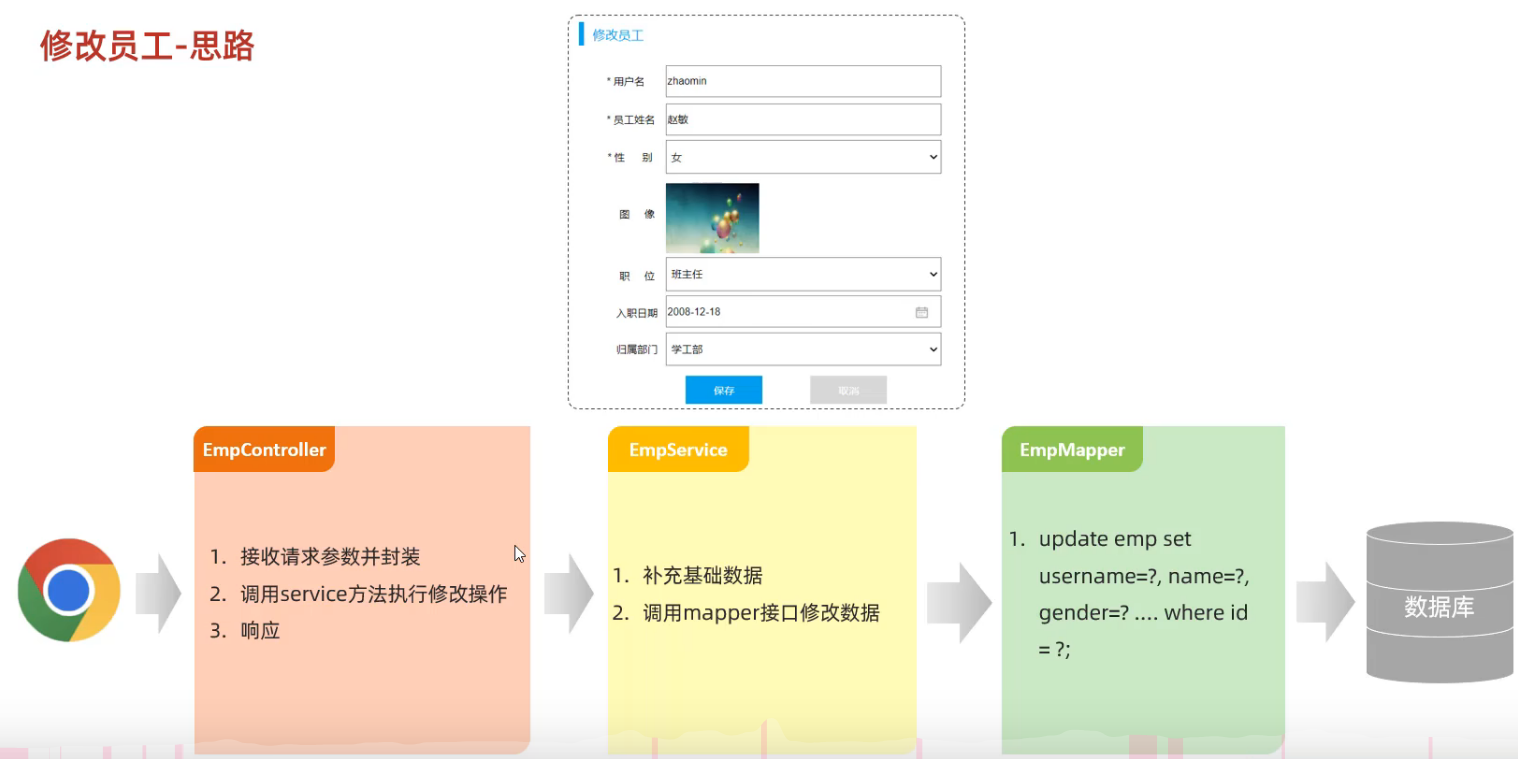 修改员工-思路
修改员工
* 用户名
zhaomin
* 员工姓名
赵敏
* 性 别
女
图 像
职 位
班主任
入职日期
2008-12-18
归属部门
学工部
保存
取消
EmpController
1. 接收请求参数并封装
2. 调用service方法执行修改操作
3. 响应
EmpService
1. 补充基础数据
2. 调用mapper接口修改数据
EmpMapper
1. update emp set
username=?, name=?,
gender=? .... where id
= ?;
数据库